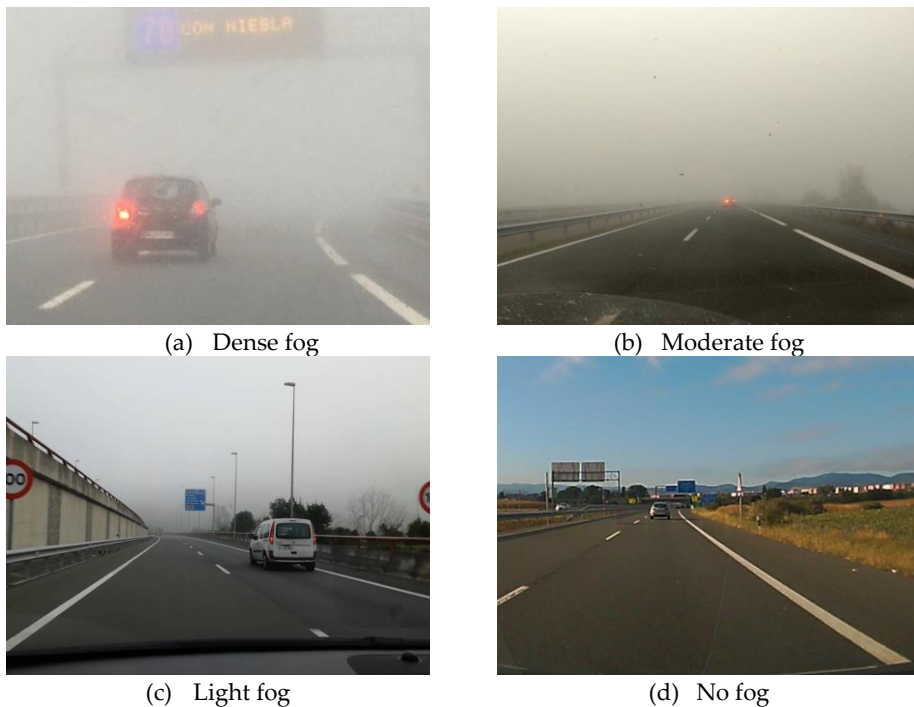 70 CON NIEBLA
(a) Dense fog
(b) Moderate fog
(c) Light fog
(d) No fog